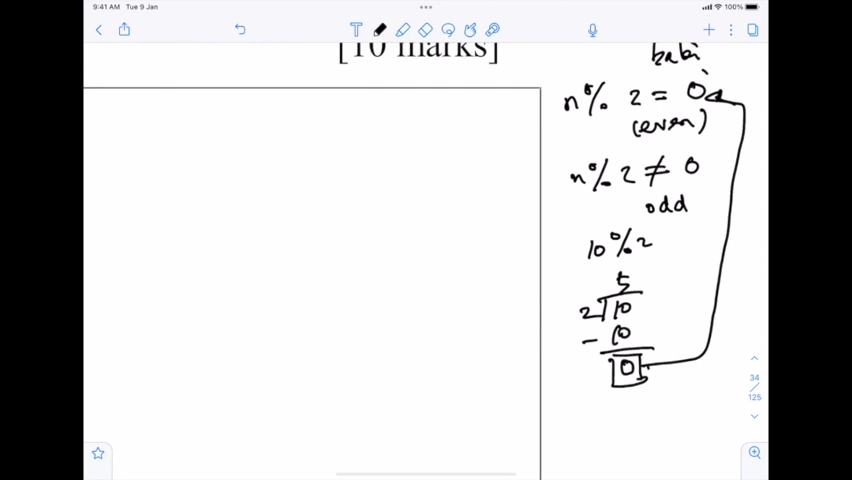 9:41 AM Tue 9 Jan
100%
[10 marks]
n % 2 = 0
(even)
n % 2 ≠ 0
odd
10 % 2
5
2 10
- 10
0
34
/
125